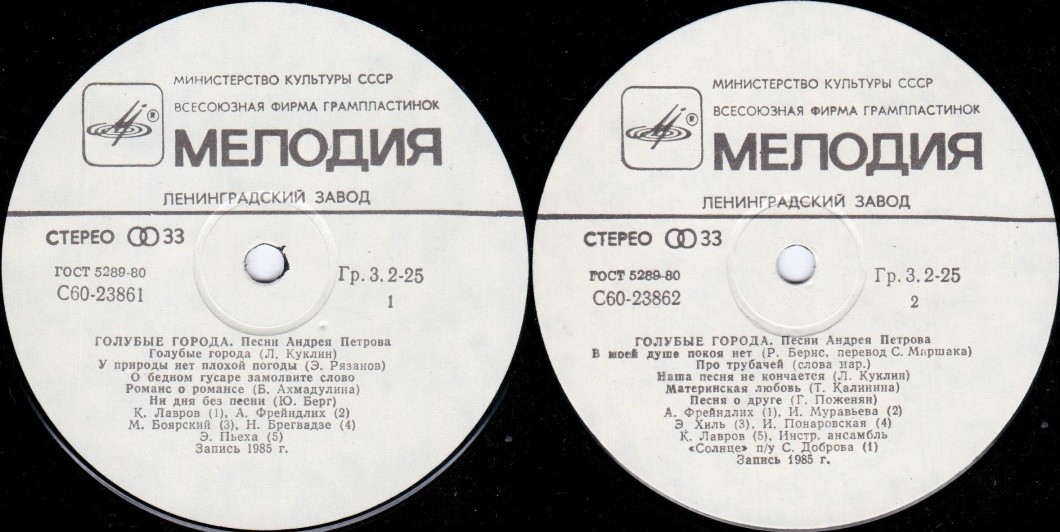 МИНИСТЕРСТВО КУЛЬТУРЫ СССР
ВСЕСОЮЗНАЯ ФИРМА ГРАМПЛАСТИНОК
®
МЕЛОДИЯ
ЛЕНИНГРАДСКИЙ ЗАВОД
СТЕРЕО 33
ГОСТ 5289-80
С60-23861
Гр. 3. 2-25
1
ГОЛУБЫЕ ГОРОДА. Песни Андрея Петрова
Голубые города (Л. Куклин)
У природы нет плохой погоды (Э. Рязанов)
О бедном гусаре замолвите слово
Романс о романсе (Б. Ахмадулина)
Ни дня без песни (Ю. Берг)
К. Лавров (1), А. Фрейндлих (2)
М. Боярский (3), Н. Брегвадзе (4)
Э. Пьеха (5)
Запись 1985 г.
МИНИСТЕРСТВО КУЛЬТУРЫ СССР
ВСЕСОЮЗНАЯ ФИРМА ГРАМПЛАСТИНОК
®
МЕЛОДИЯ
ЛЕНИНГРАДСКИЙ ЗАВОД
СТЕРЕО 33
ГОСТ 5289-80
С60-23862
Гр. 3. 2-25
2
ГОЛУБЫЕ ГОРОДА. Песни Андрея Петрова
В моей душе покоя нет (Р. Бернс, перевод С. Маршака)
Про трубачей (слова нар.)
Наша песня не кончается (Л. Куклин)
Материнская любовь (Т. Калинина)
Песня о друге (Г. Поженян)
А. Фрейндлих (1), И. Муравьева (2)
Э. Хиль (3), И. Понаровская (4)
К. Лавров (5), Инстр. ансамбль
«Солнце» п/у С. Доброва (1)
Запись 1985 г.